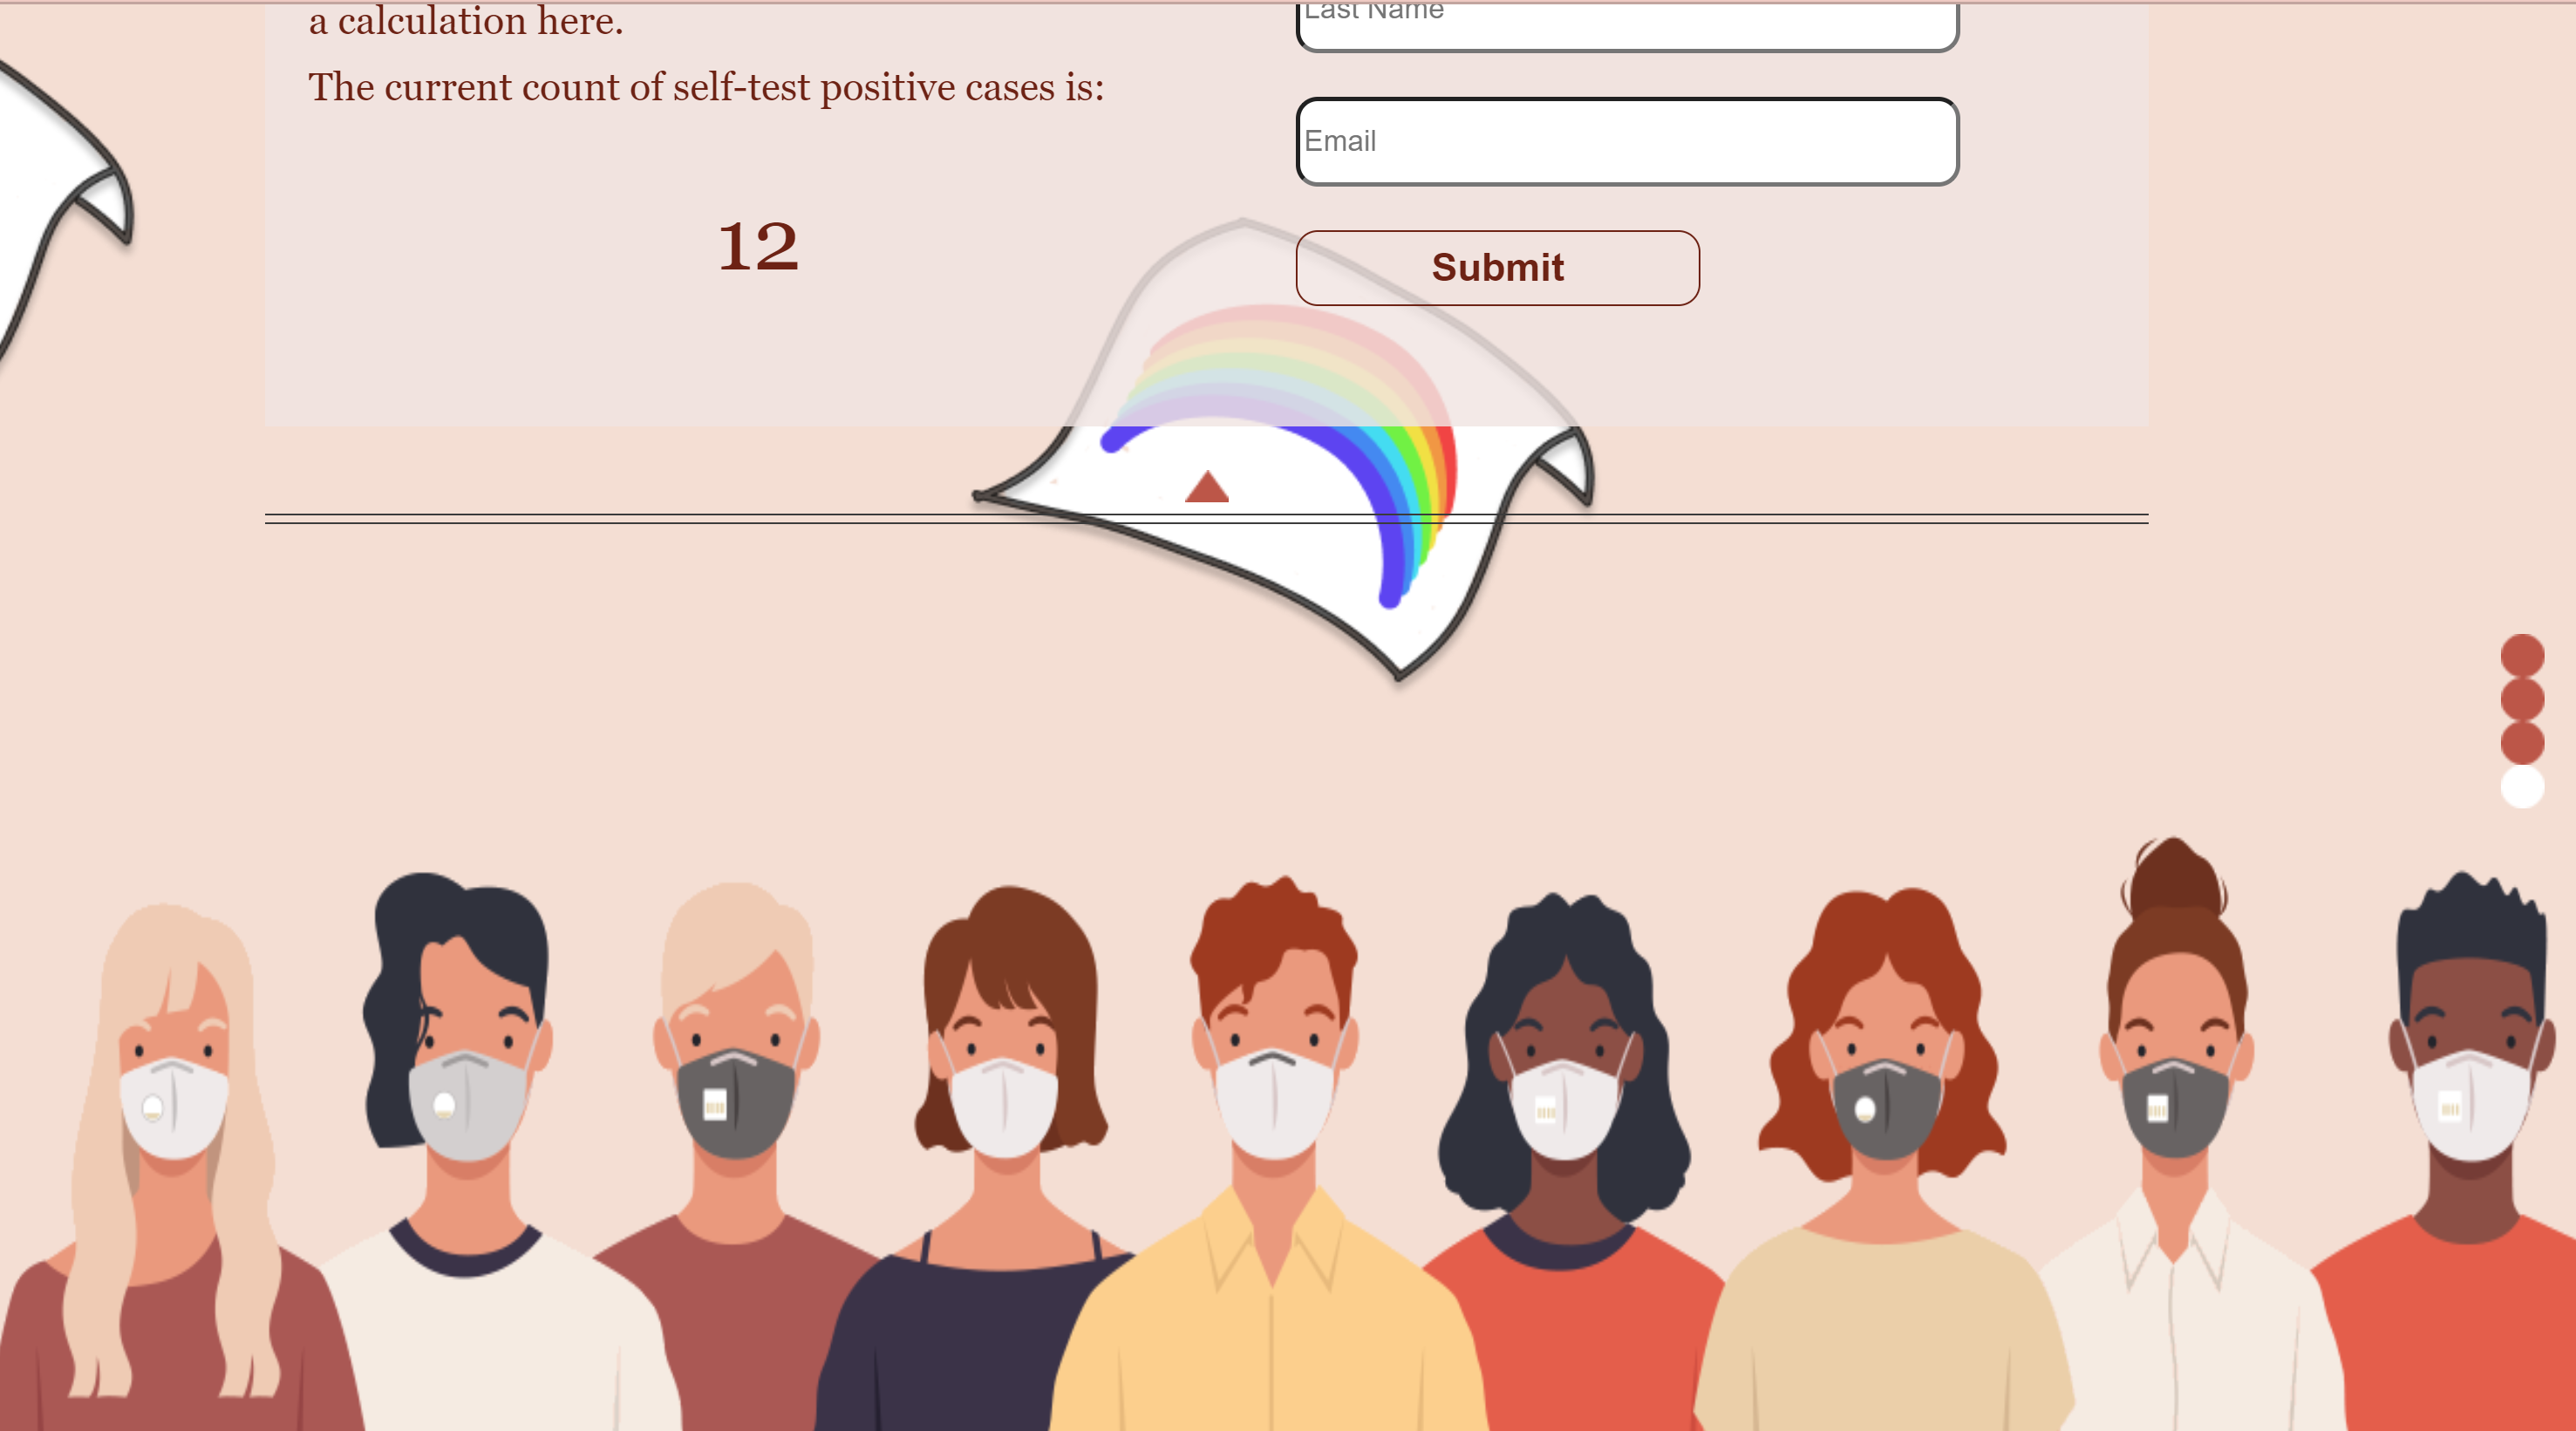 a calculation here.
The current count of self-test positive cases is:
12
Last Name
Email
Submit